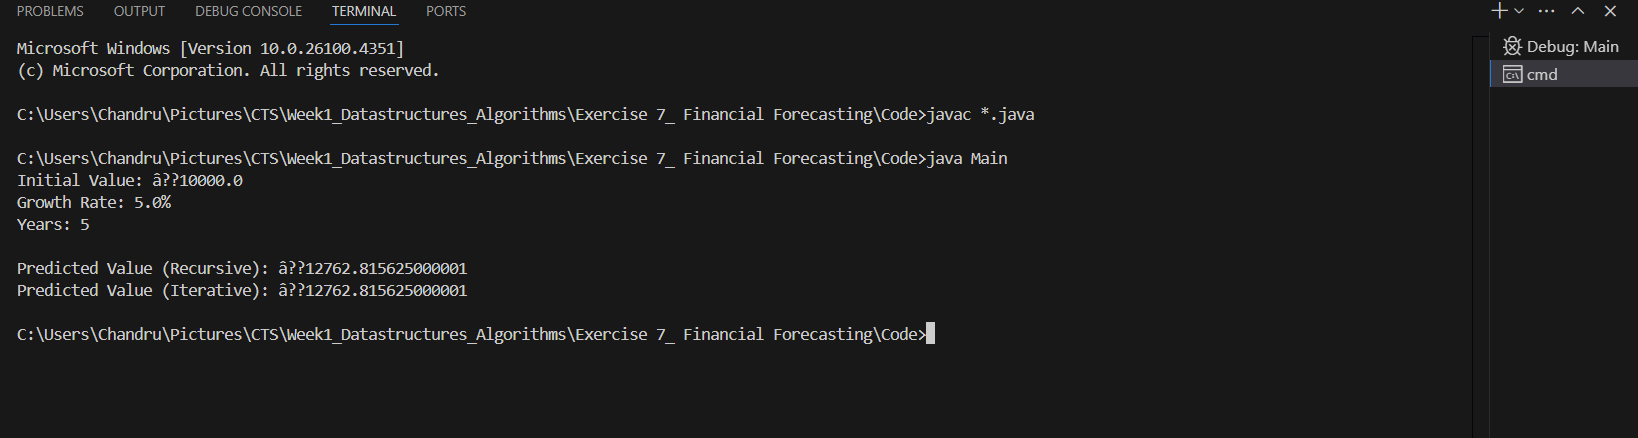 PROBLEMS OUTPUT DEBUG CONSOLE TERMINAL PORTS
Microsoft Windows [Version 10.0.26100.4351]
(c) Microsoft Corporation. All rights reserved.
C:\Users\Chandru\Pictures\CTS\Week1_Datastructures_Algorithms\Exercise 7_ Financial Forecasting\Code>javac *.java
C:\Users\Chandru\Pictures\CTS\Week1_Datastructures_Algorithms\Exercise 7_ Financial Forecasting\Code>java Main
Initial Value: â??10000.0
Growth Rate: 5.0%
Years: 5
Predicted Value (Recursive): â??12762.815625000001
Predicted Value (Iterative): â??12762.815625000001
C:\Users\Chandru\Pictures\CTS\Week1_Datastructures_Algorithms\Exercise 7_ Financial Forecasting\Code>
Debug: Main
cmd